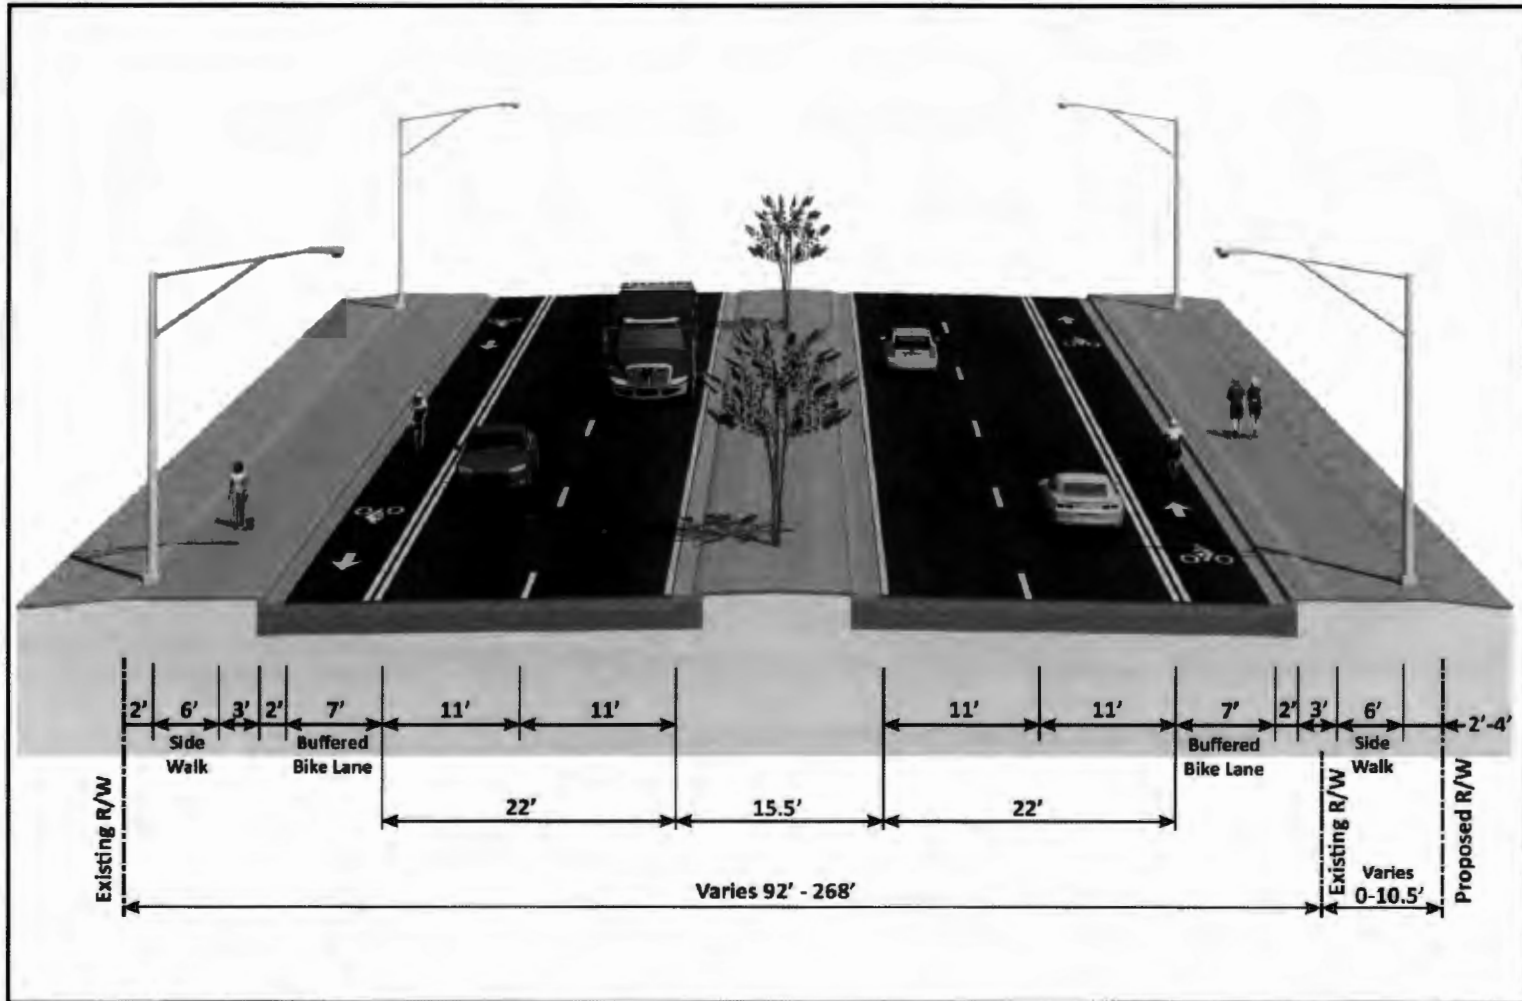 2'
6'
3'
2'
7'
11'
11'
11'
11'
7'
2'
3'
6'
2'-4'
Side
Walk
Buffered
Bike Lane
Buffered
Bike Lane
Side
Walk
22'
15.5'
22'
Existing R/W
Existing R/W
Proposed R/W
Varies 92' - 268'
Varies
0-10.5'